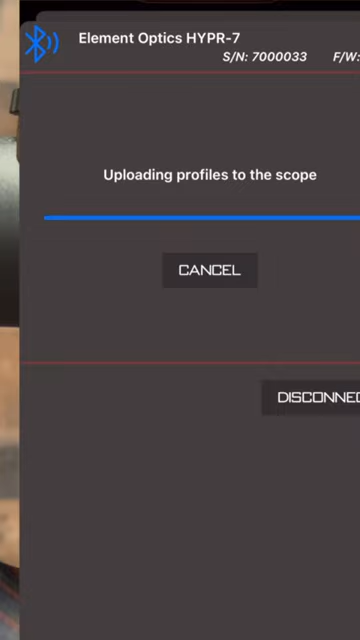 Element Optics HYPR-7
S/N: 7000033 F/W:
Uploading profiles to the scope
CANCEL
DISCONNEC